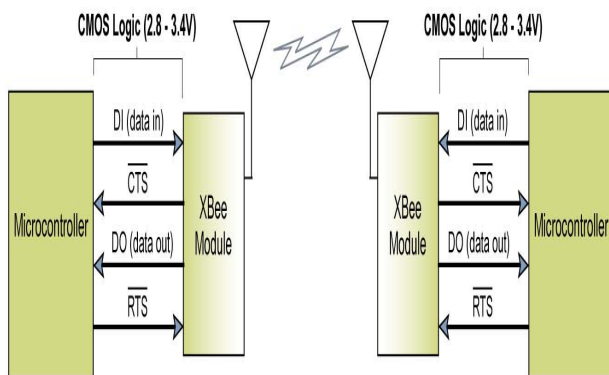 CMOS Logic (2.8 - 3.4V)
CMOS Logic (2.8 - 3.4V)
DI (data in)
CTS
DO (data out)
RTS
Microcontroller
XBee
Module
XBee
Module
DI (data in)
CTS
DO (data out)
RTS
Microcontroller